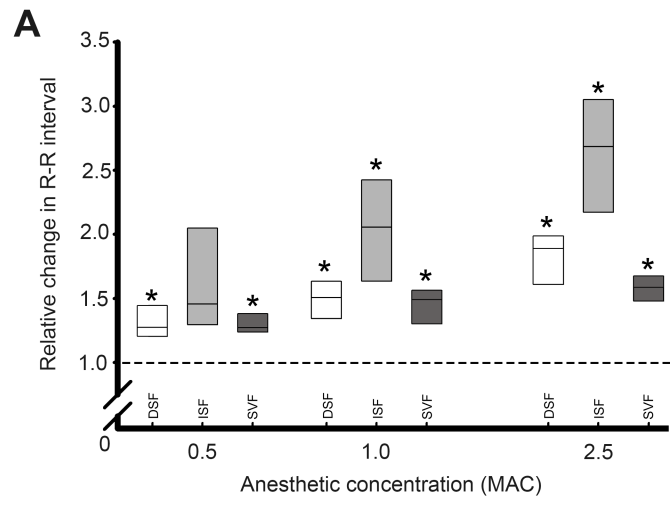 A
3.5
3.0
2.5
2.0
1.5
1.0
0
Relative change in R-R interval
* * * * * * * *
DSF ISF SVF DSF ISF SVF DSF ISF SVF
0.5 1.0 2.5
Anesthetic concentration (MAC)